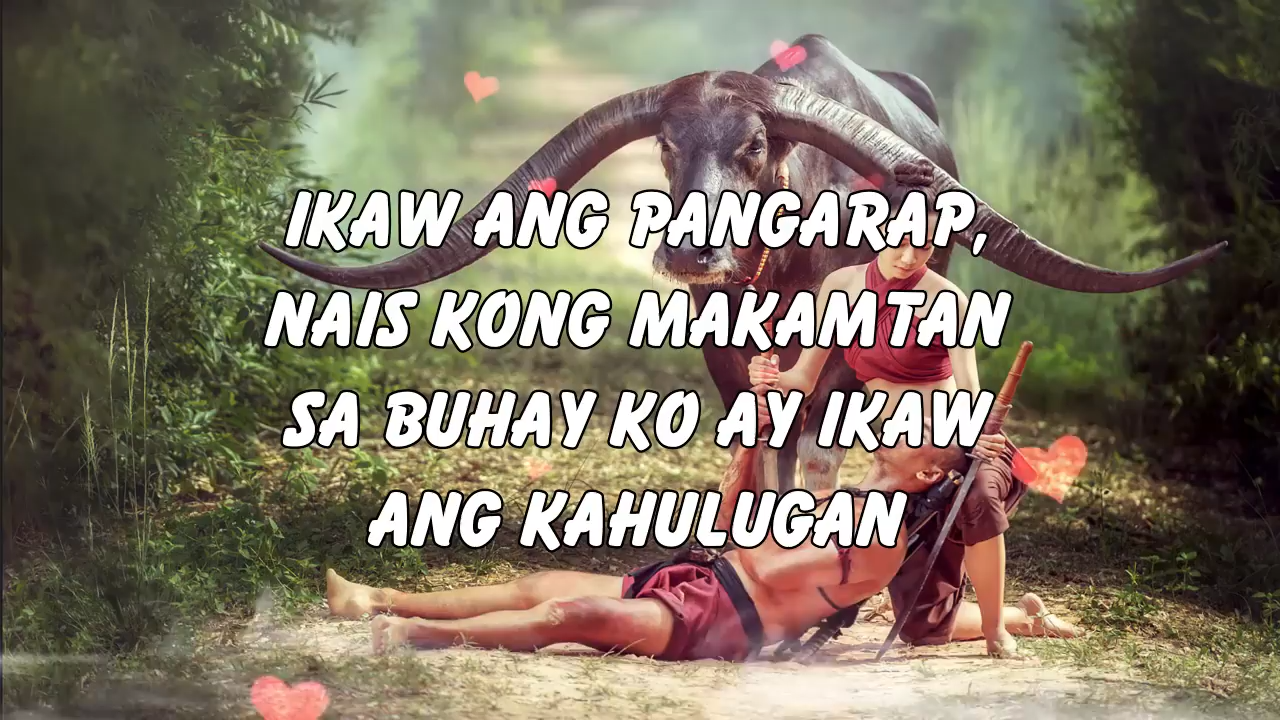 IKAW ANG PANGARAP,
NAIS KONG MAKAMTAN
SA BUHAY KO AY IKAW
ANG KAHULUGAN